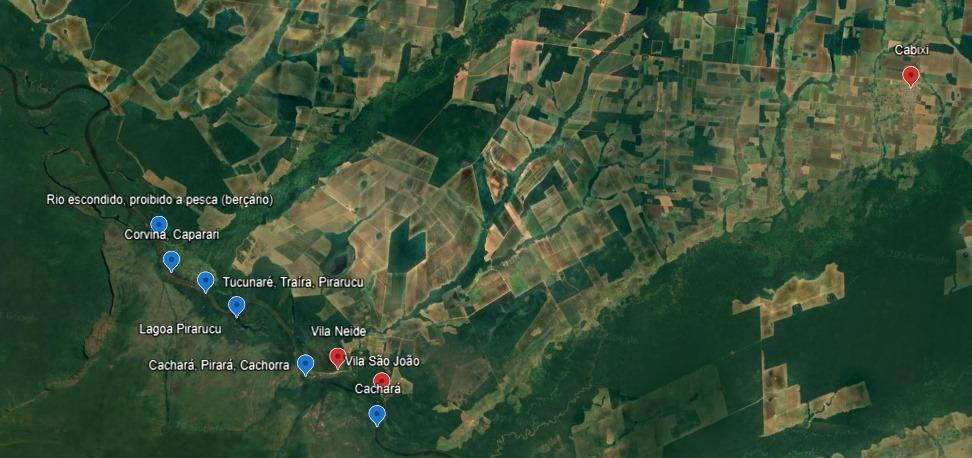 Cabixi
Rio escondido, proibido a pesca (berçário)
Corvina, Caparari
Tucunaré, Traíra, Pirarucu
Lagoa Pirarucu
Vila Neide
Vila São João
Cachará, Pirará, Cachorra
Cachará